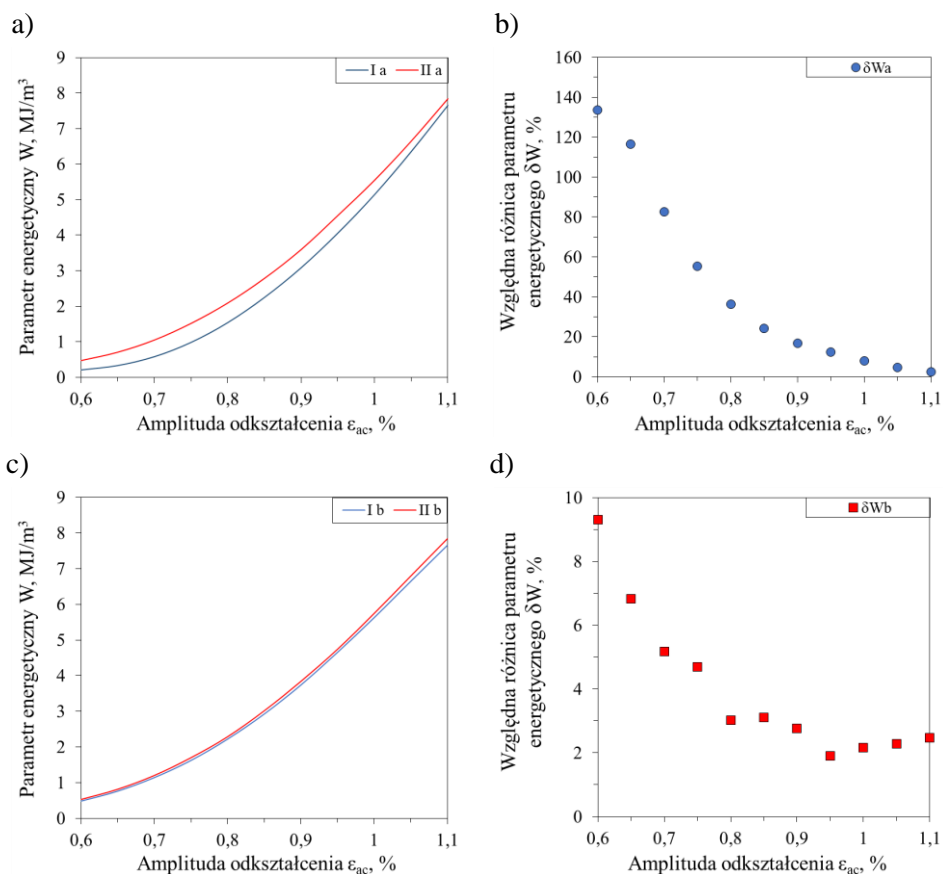 a)
Parametr energetyczny W, MJ/m³
9
8
7
6
5
4
3
2
1
0
I a II a
0,6 0,7 0,8 0,9 1 1,1
Amplituda odkształcenia εac, %
b)
Względna różnica parametru
energetycznego δW, %
160
140
120
100
80
60
40
20
0
δWa
0,6 0,7 0,8 0,9 1 1,1
Amplituda odkształcenia εac, %
c)
Parametr energetyczny W, MJ/m³
9
8
7
6
5
4
3
2
1
0
I b II b
0,6 0,7 0,8 0,9 1 1,1
Amplituda odkształcenia εac, %
d)
Względna różnica parametru
energetycznego δW, %
10
8
6
4
2
0
δWb
0,6 0,7 0,8 0,9 1 1,1
Amplituda odkształcenia εac, %